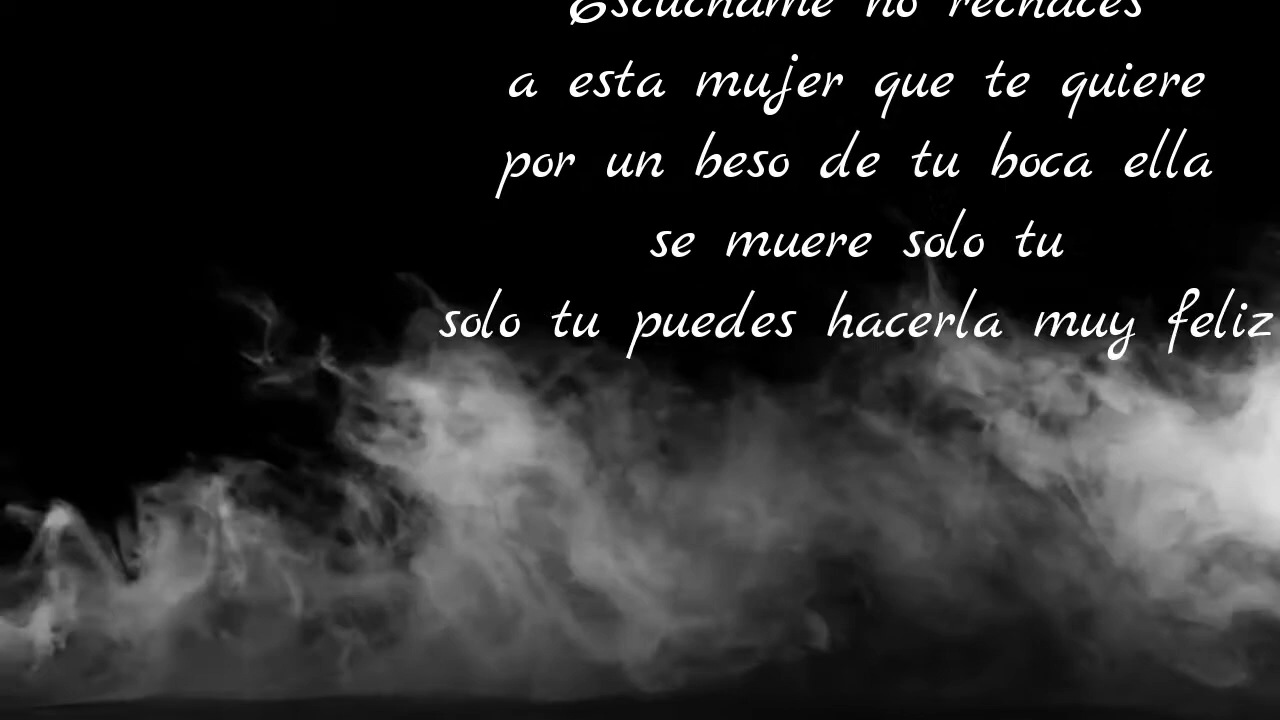 Escuchame no rechaces
a esta mujer que te quiere
por un beso de tu boca ella
se muere solo tu
solo tu puedes hacerla muy feliz